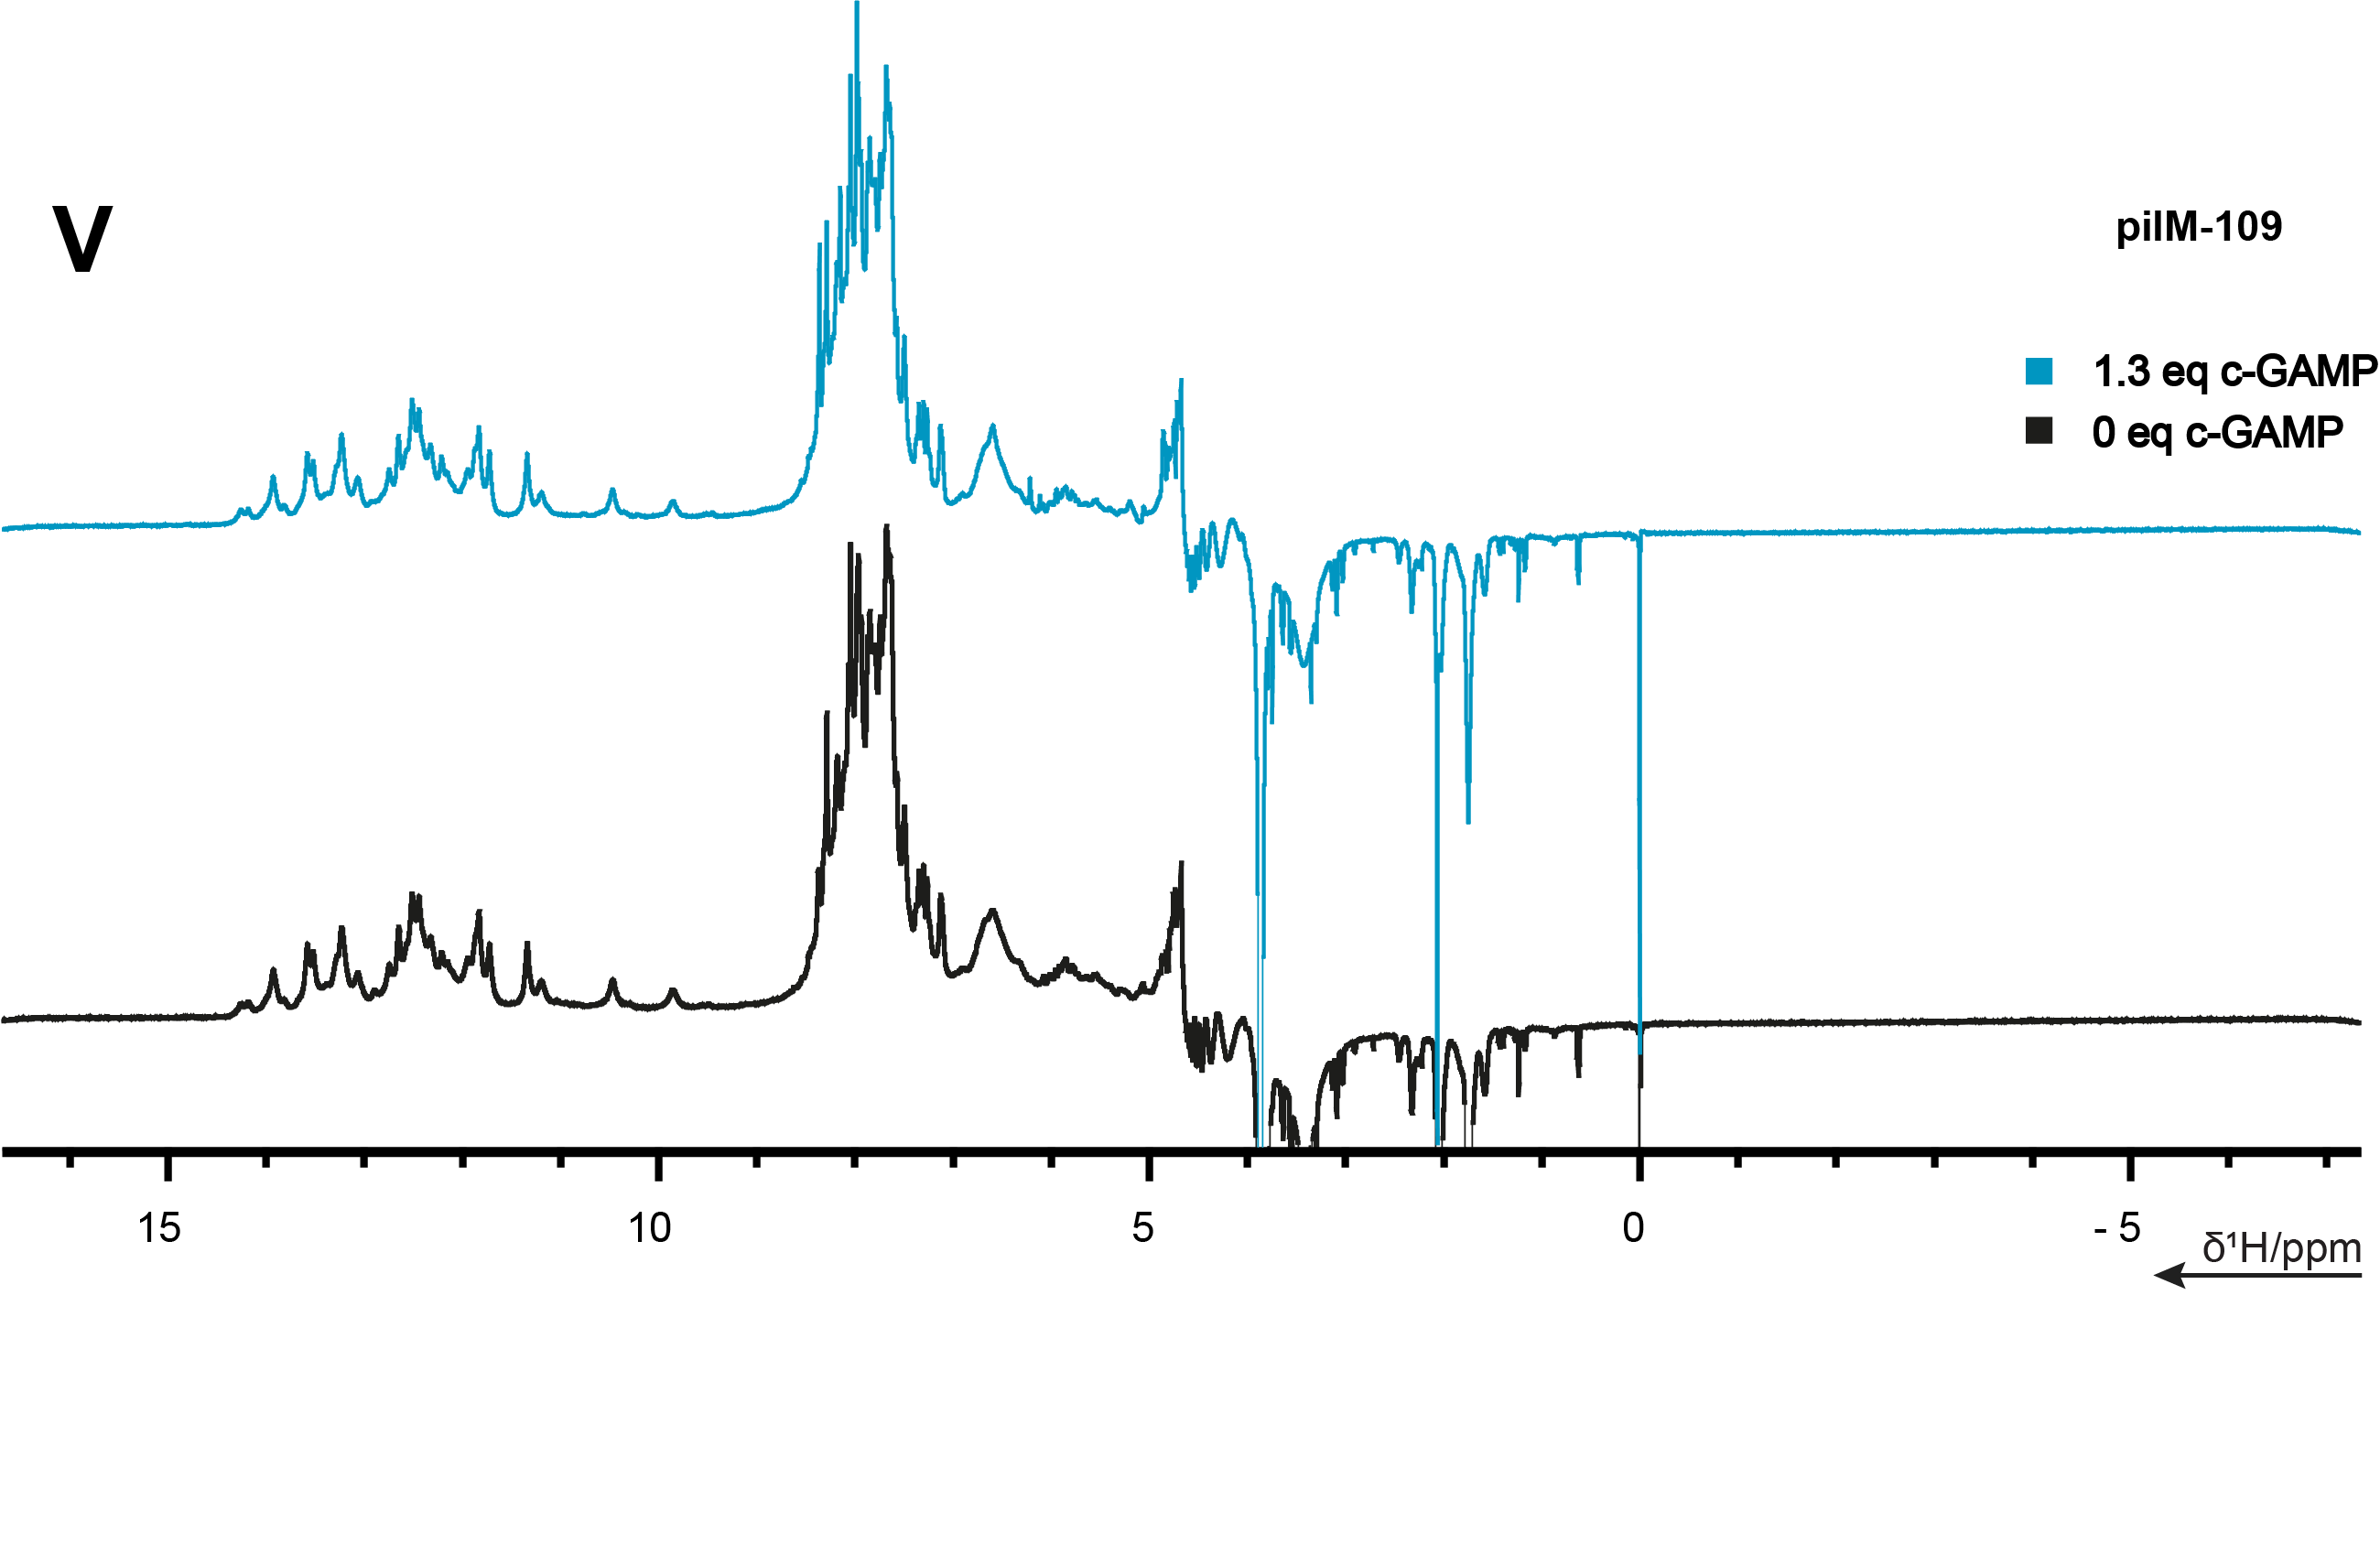 V
pilM-109
1.3 eq c-GAMP
0 eq c-GAMP
15 10 5 0 - 5
δ¹H/ppm